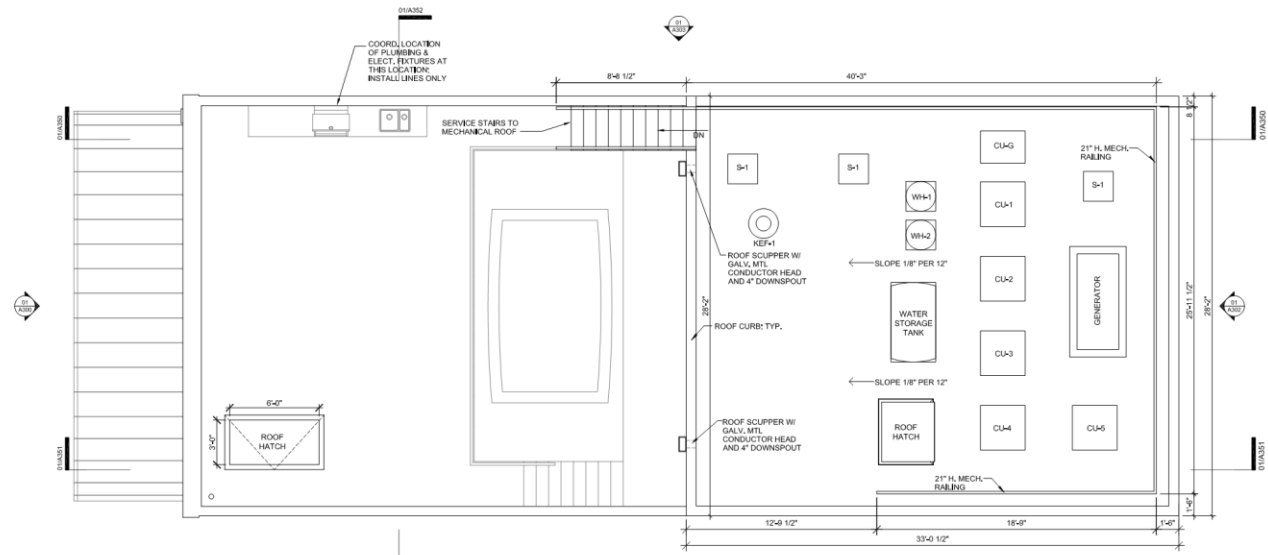 01/A352
01
A303
COORD. LOCATION
OF PLUMBING &
ELECT. FIXTURES AT
THIS LOCATION;
INSTALL LINES ONLY
8'-8 1/2"
40'-3"
01/A350
SERVICE STAIRS TO
MECHANICAL ROOF
DN
8 1/2"
01/A350
21" H. MECH.
RAILING
CU-G
S-1
S-1
S-1
WH-1
CU-1
KEF-1
WH-2
ROOF SCUPPER W/
GALV. MTL
CONDUCTOR HEAD
AND 4" DOWNSPOUT
SLOPE 1/8" PER 12"
CU-2
01
A300
28'-2"
WATER
STORAGE
TANK
GENERATOR
25'-11 1/2"
28'-2"
01
A302
ROOF CURB; TYP.
CU-3
SLOPE 1/8" PER 12"
6'-0"
3'-0"
ROOF
HATCH
ROOF SCUPPER W/
GALV. MTL
CONDUCTOR HEAD
AND 4" DOWNSPOUT
ROOF
HATCH
CU-4
CU-5
01/A351
01/A351
21" H. MECH.
RAILING
1'-6"
12'-9 1/2"
18'-9"
1'-6"
33'-0 1/2"